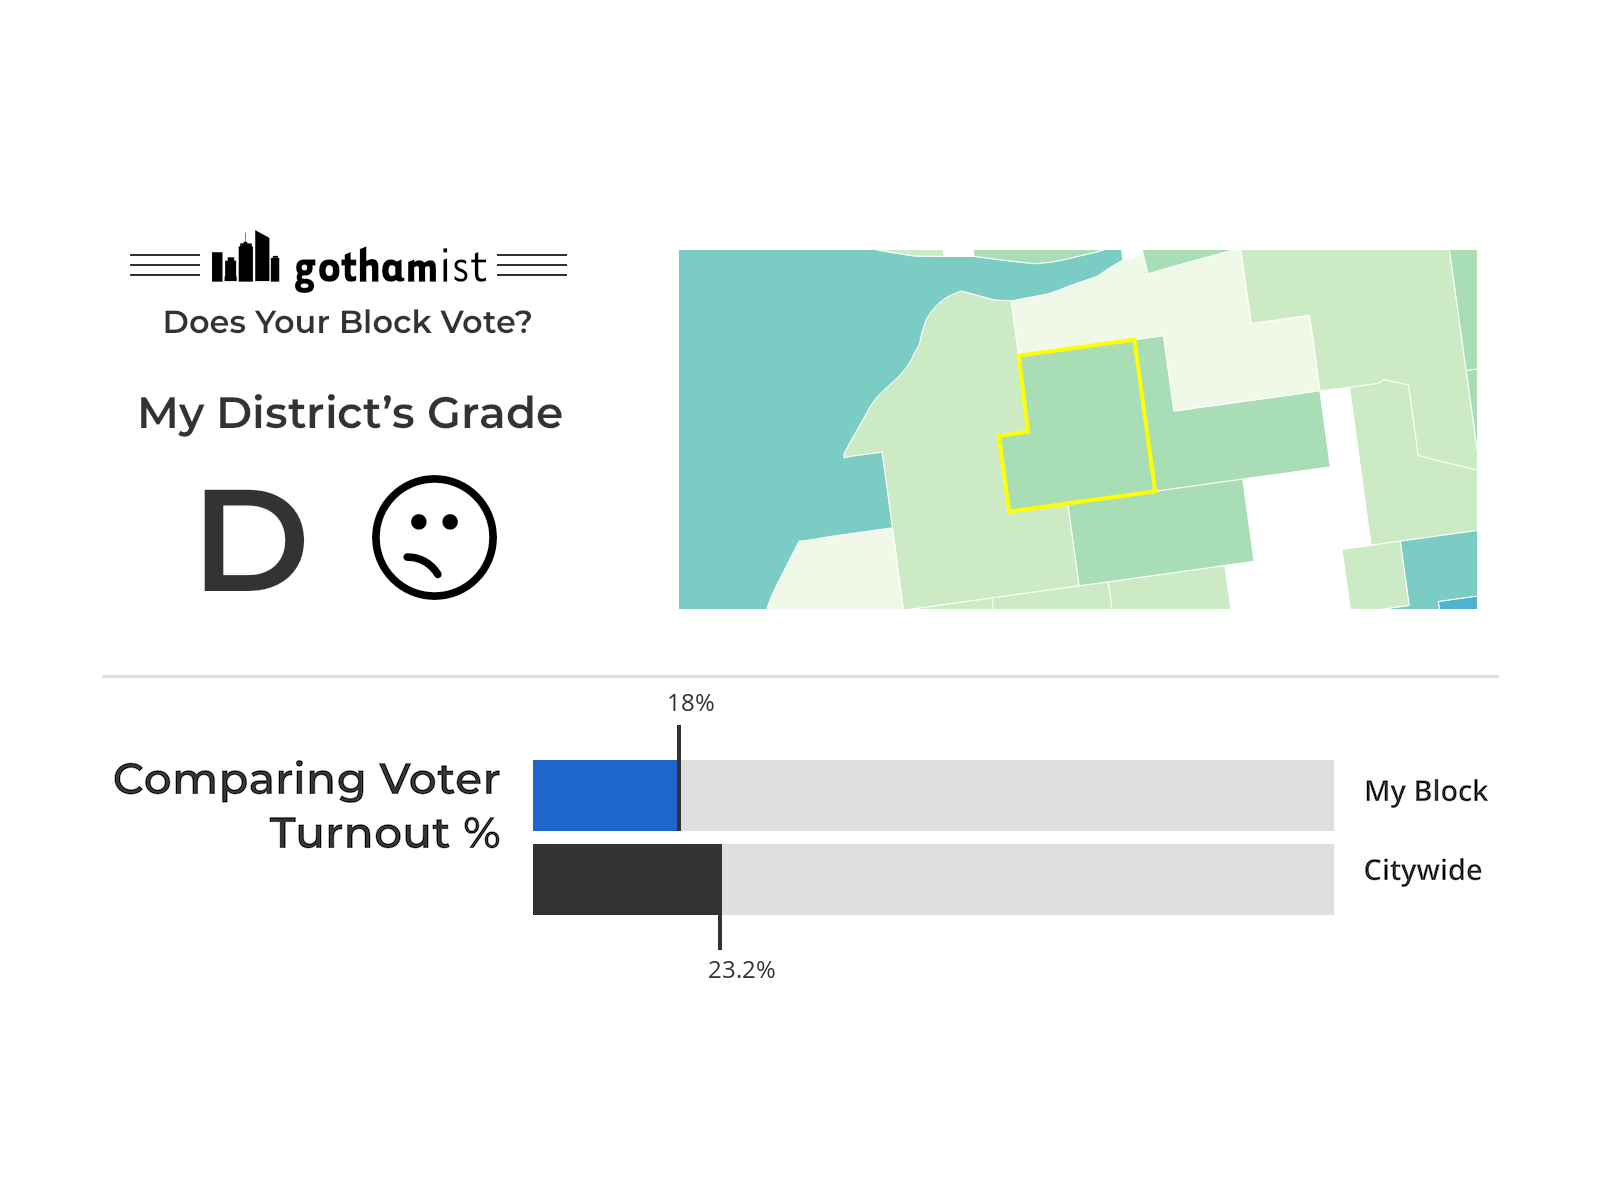 gothamist
Does Your Block Vote?
My District’s Grade
D
18%
Comparing Voter
Turnout %
My Block
Citywide
23.2%